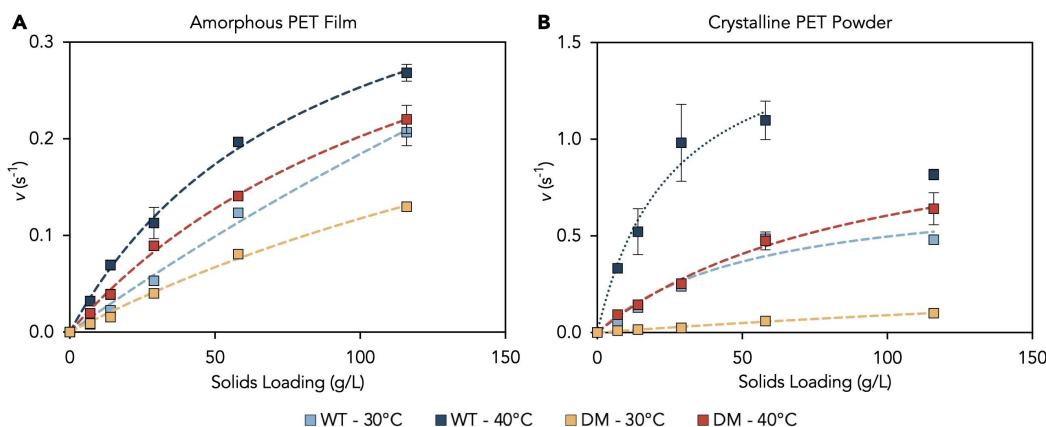 A
Amorphous PET Film
0.3
0.2
0.1
0.0
v (s⁻¹)
0
50
100
150
Solids Loading (g/L)
B
Crystalline PET Powder
1.5
1.0
0.5
0.0
v (s⁻¹)
0
50
100
150
Solids Loading (g/L)
WT - 30°C WT - 40°C DM - 30°C DM - 40°C